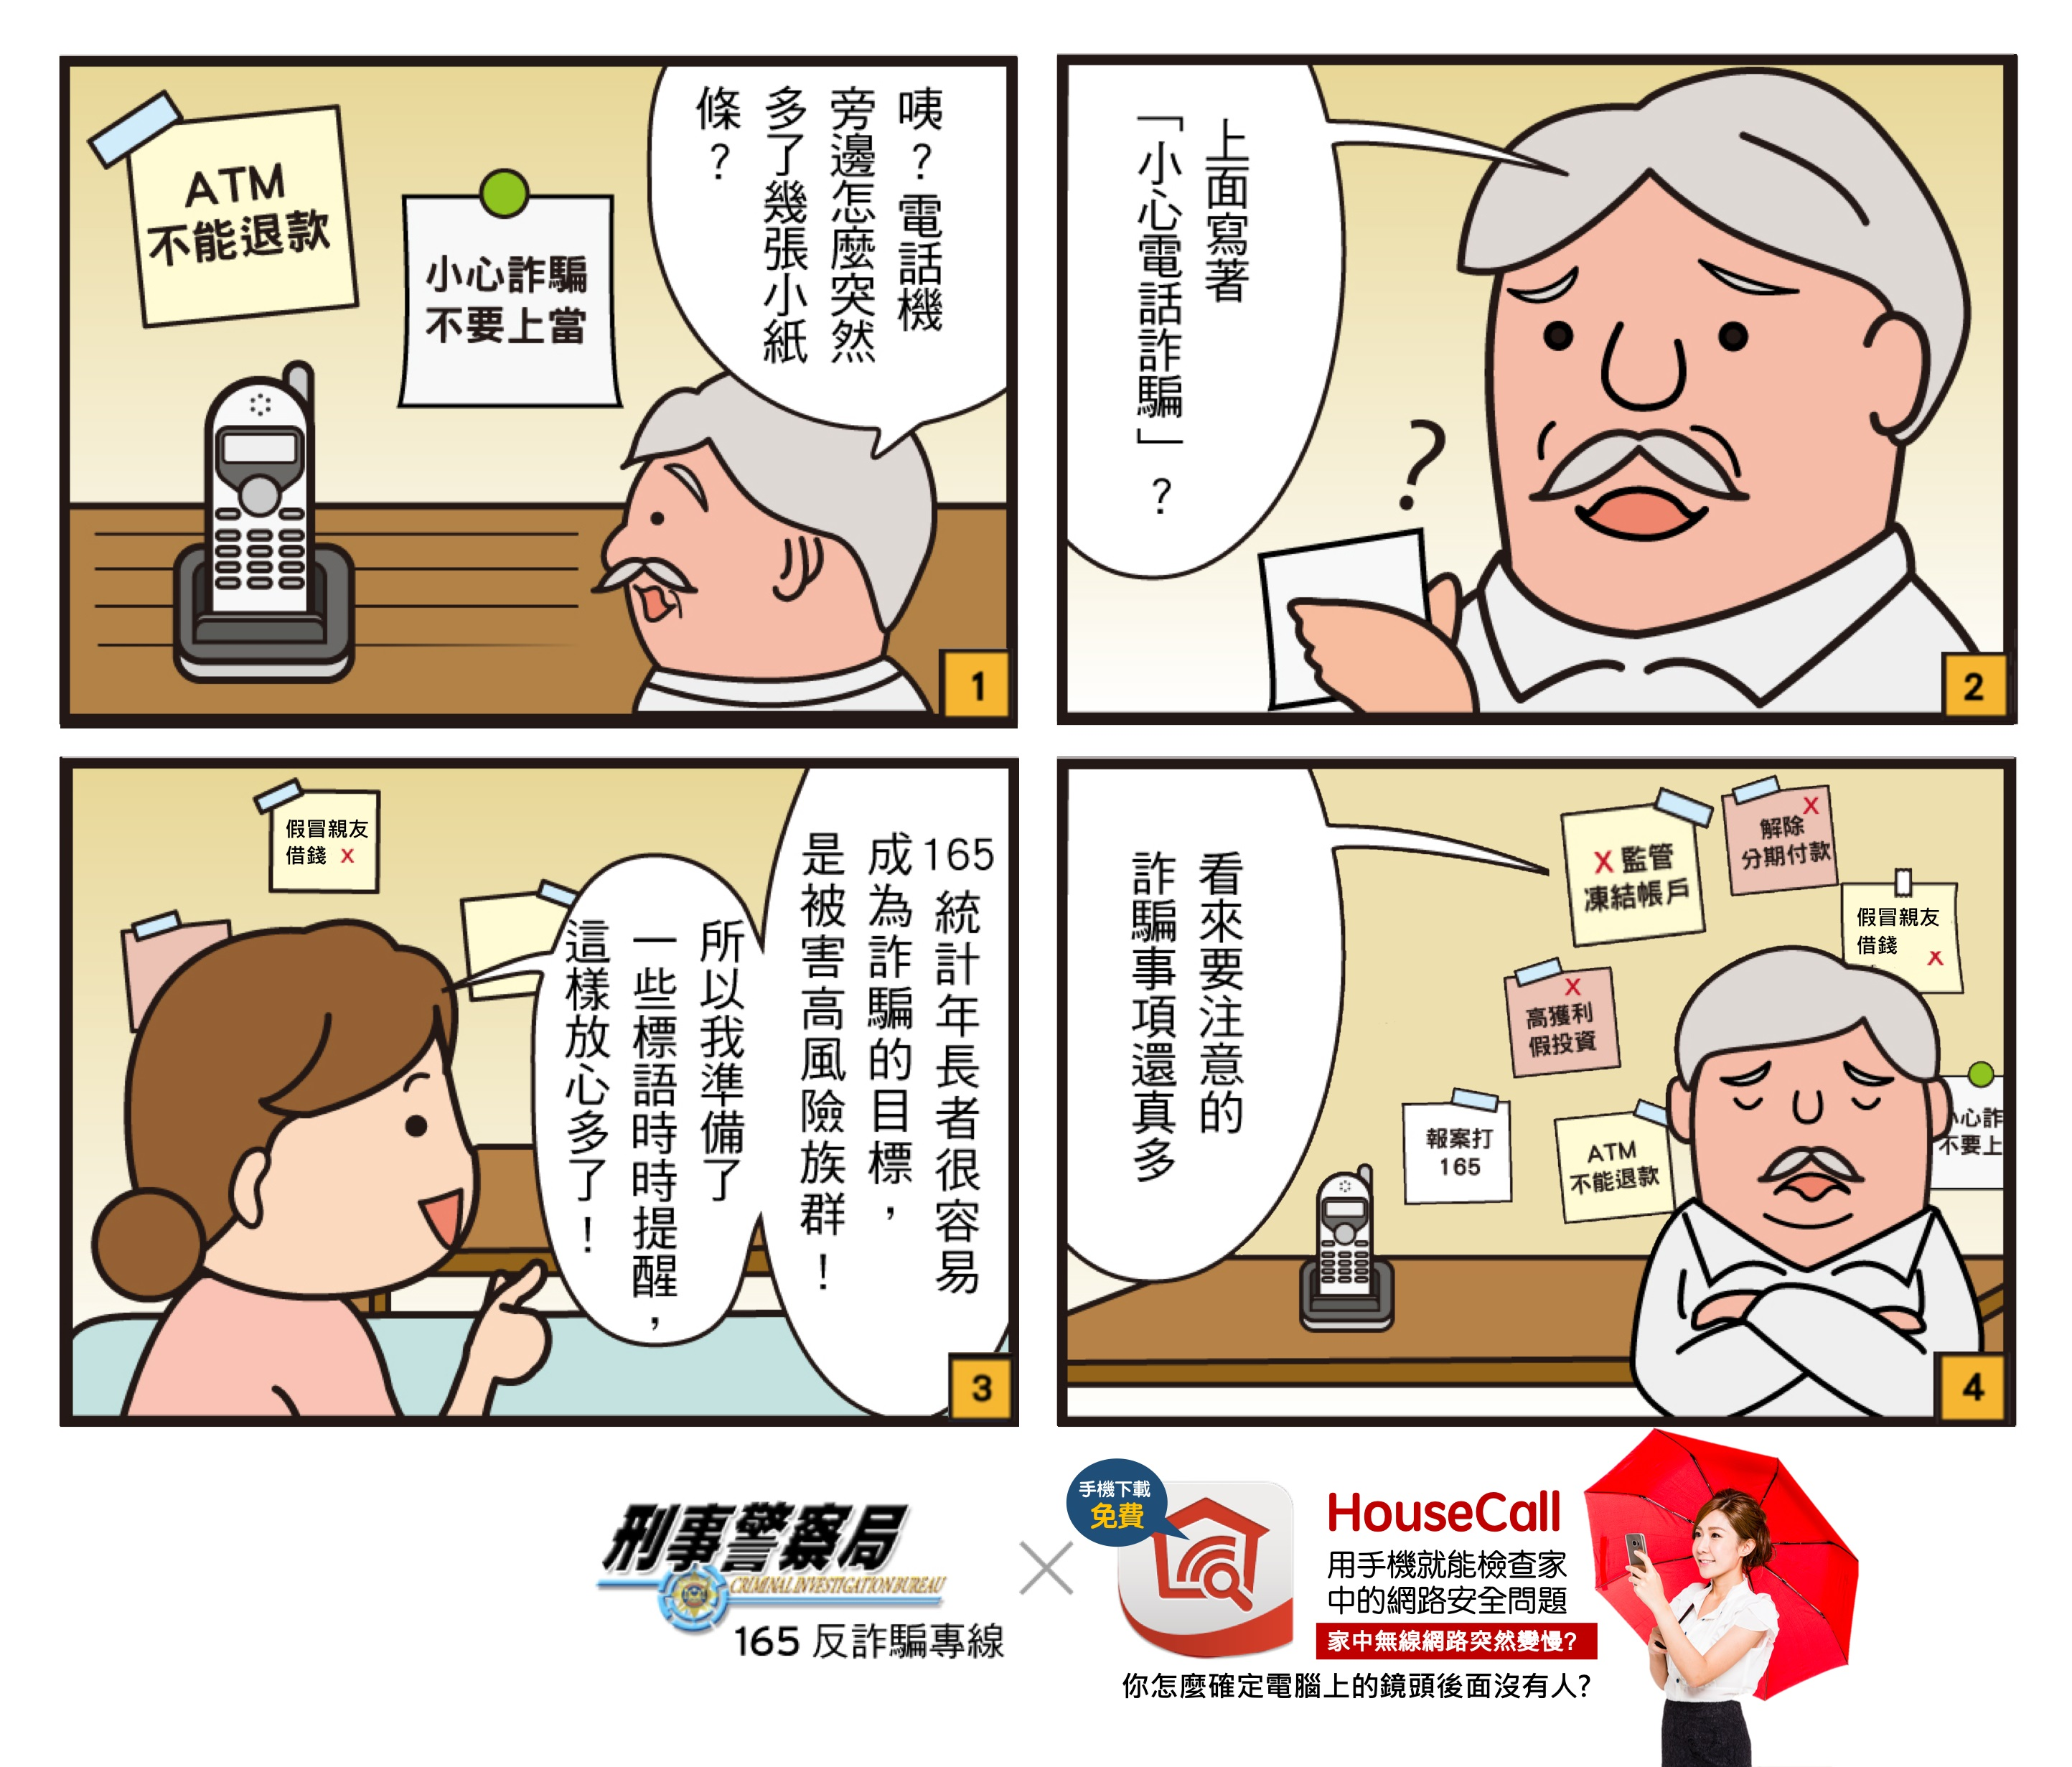 ATM
不能退款
小心詐騙
不要上當
咦?電話機
旁邊怎麼突然
多了幾張小紙
條?
1
上面寫著
「小心電話詐騙」?
?
2
假冒親友
借錢 X
165統計年長者很容易
成為詐騙的目標,
是被害高風險族群!
所以我準備了
一些標語時時提醒,
這樣放心多了!
3
看來要注意的
詐騙事項還真多
X 監管
凍結帳戶
X
解除
分期付款
假冒親友
借錢
X
X
高獲利
假投資
報案打
165
ATM
不能退款
小心詐
不要上
4
刑事警察局
CRIMINAL INVESTIGATION BUREAU
165 反詐騙專線
手機下載
免費
HouseCall
用手機就能檢查家
中的網路安全問題
家中無線網路突然變慢?
你怎麼確定電腦上的鏡頭後面沒有人?